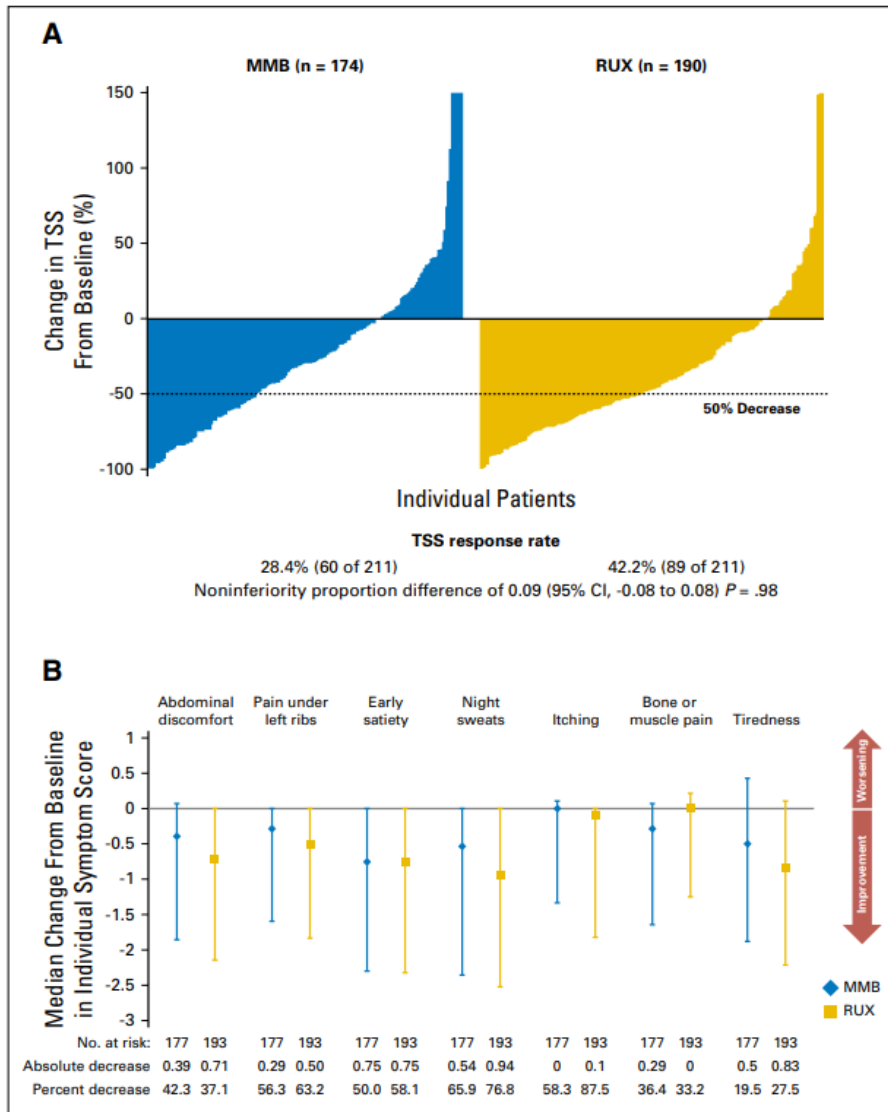 A
MMB (n = 174) RUX (n = 190)
Change in TSS
From Baseline (%)
150
100
50
0
-50
-100
50% Decrease
Individual Patients
TSS response rate
28.4% (60 of 211) 42.2% (89 of 211)
Noninferiority proportion difference of 0.09 (95% CI, -0.08 to 0.08) P = .98
B
Abdominal discomfort
Pain under left ribs
Early satiety
Night sweats
Itching
Bone or muscle pain
Tiredness
Median Change From Baseline
in Individual Symptom Score
1
0.5
0
-0.5
-1
-1.5
-2
-2.5
-3
Worsening
Improvement
MMB
RUX
No. at risk: 177 193 177 193 177 193 177 193 177 193 177 193 177 193
Absolute decrease 0.39 0.71 0.29 0.50 0.75 0.75 0.54 0.94 0 0.1 0.29 0 0.5 0.83
Percent decrease 42.3 37.1 56.3 63.2 50.0 58.1 65.9 76.8 58.3 87.5 36.4 33.2 19.5 27.5